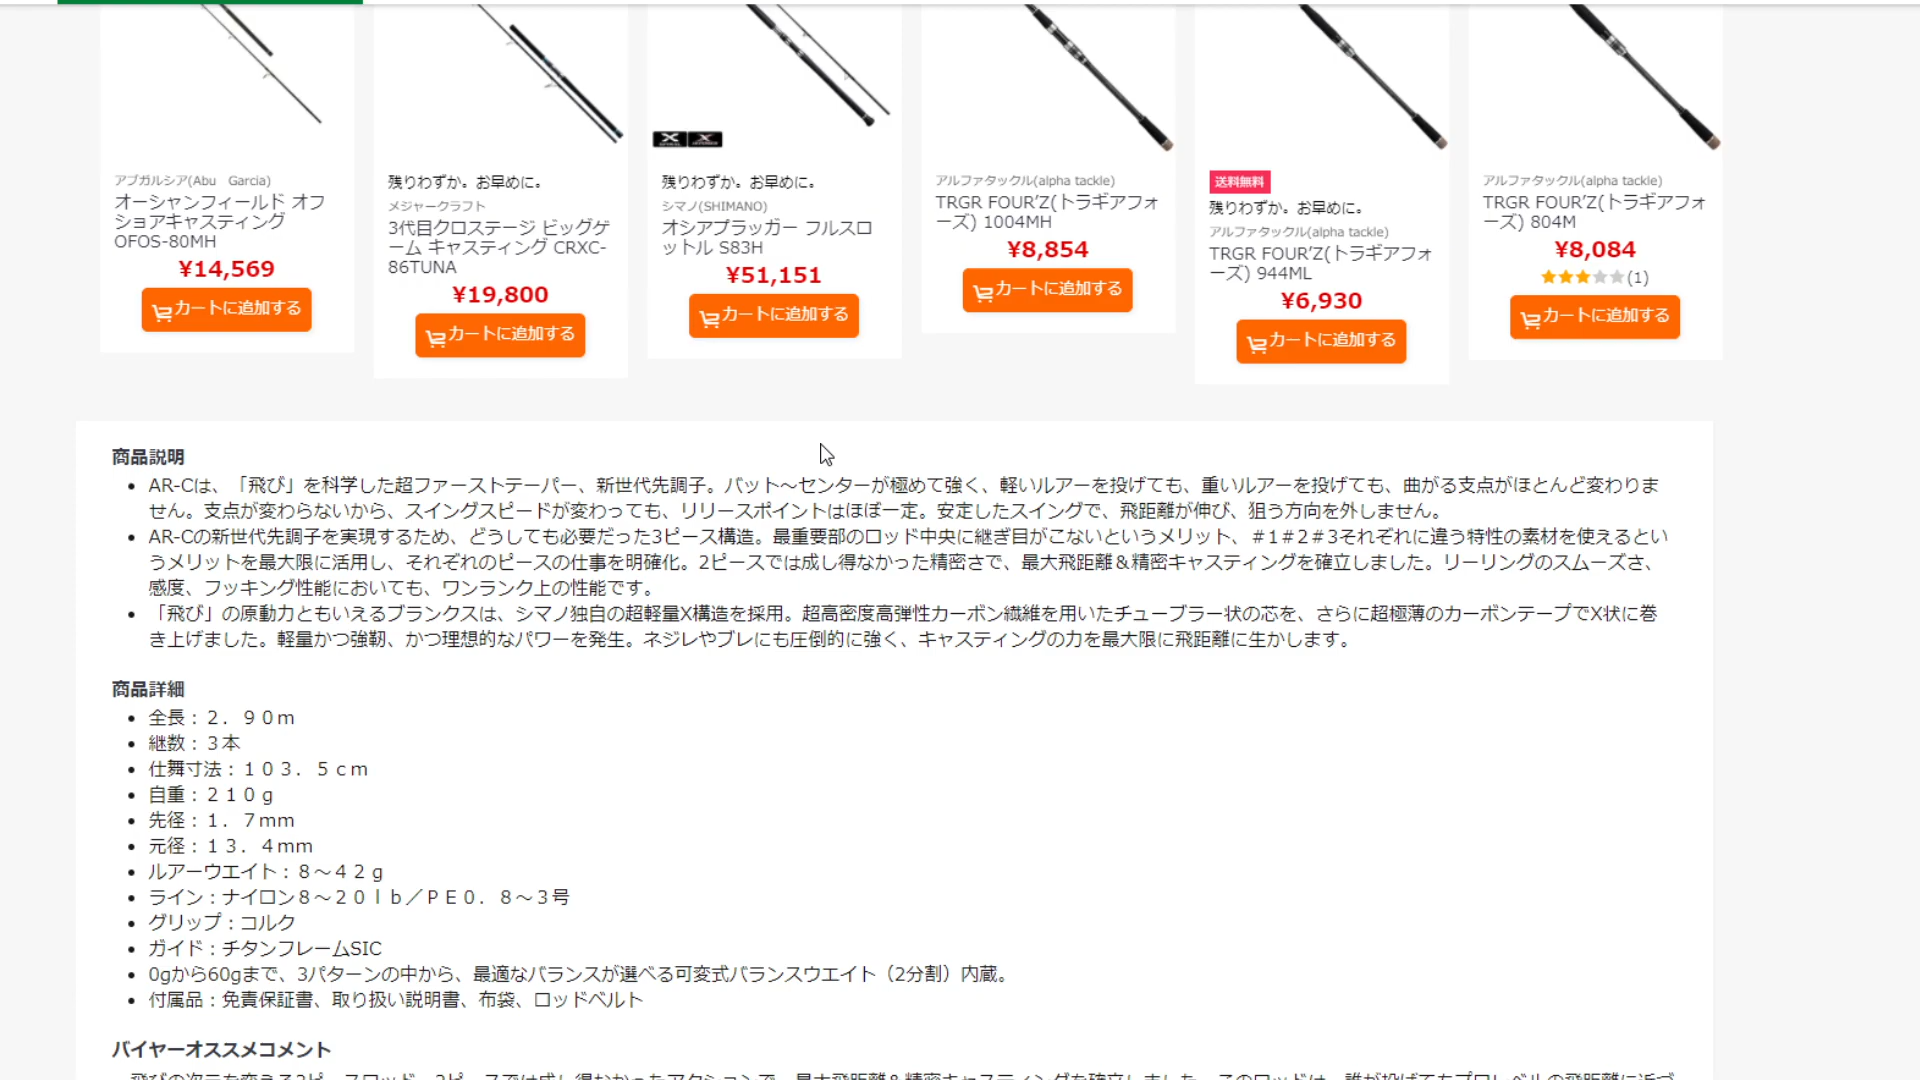 アブガルシア(Abu　Garcia)
オーシャンフィールド オフ
ショアキャスティング
OFOS-80MH
¥14,569
カートに追加する
残りわずか。お早めに。
メジャークラフト
3代目クロステージ ビッグゲ
ーム キャスティング CRXC-
86TUNA
¥19,800
カートに追加する
残りわずか。お早めに。
シマノ(SHIMANO)
オシアプラッガー フルスロ
ットル S83H
¥51,151
カートに追加する
アルファタックル(alpha tackle)
TRGR FOUR’Z(トラギアフォ
ーズ) 1004MH
¥8,854
カートに追加する
送料無料
残りわずか。お早めに。
アルファタックル(alpha tackle)
TRGR FOUR’Z(トラギアフォ
ーズ) 944ML
¥6,930
カートに追加する
アルファタックル(alpha tackle)
TRGR FOUR’Z(トラギアフォ
ーズ) 804M
¥8,084
(1)
カートに追加する
商品説明
AR-Cは、「飛び」を科学した超ファーストテーパー、新世代先調子。バット～センターが極めて強く、軽いルアーを投げても、重いルアーを投げても、曲がる支点がほとんど変わりま
せん。支点が変わらないから、スイングスピードが変わっても、リリースポイントはほぼ一定。安定したスイングで、飛距離が伸び、狙う方向を外しません。
AR-Cの新世代先調子を実現するため、どうしても必要だった3ピース構造。最重要部のロッド中央に継ぎ目がこないというメリット、#1#2#3それぞれに違う特性の素材を使えるとい
うメリットを最大限に活用し、それぞれのピースの仕事を明確化。2ピースでは成し得なかった精密さで、最大飛距離＆精密キャスティングを確立しました。リーリングのスムーズさ、
感度、フッキング性能においても、ワンランク上の性能です。
「飛び」の原動力ともいえるブランクスは、シマノ独自の超軽量X構造を採用。超高密度高弾性カーボン繊維を用いたチューブラー状の芯を、さらに超極薄のカーボンテープでX状に巻
き上げました。軽量かつ強靭、かつ理想的なパワーを発生。ネジレやブレにも圧倒的に強く、キャスティングの力を最大限に飛距離に生かします。
商品詳細
全長：２．９０ｍ
継数：３本
仕舞寸法：１０３．５ｃｍ
自重：２１０ｇ
先径：１．７mm
元径：１３．４mm
ルアーウエイト：８～４２ｇ
ライン：ナイロン８～２０ｌｂ／ＰＥ０．８～３号
グリップ：コルク
ガイド：チタンフレームSIC
0gから60gまで、3パターンの中から、最適なバランスが選べる可変式バランスウエイト（2分割）内蔵。
付属品：免責保証書、取り扱い説明書、布袋、ロッドベルト
バイヤーオススメコメント